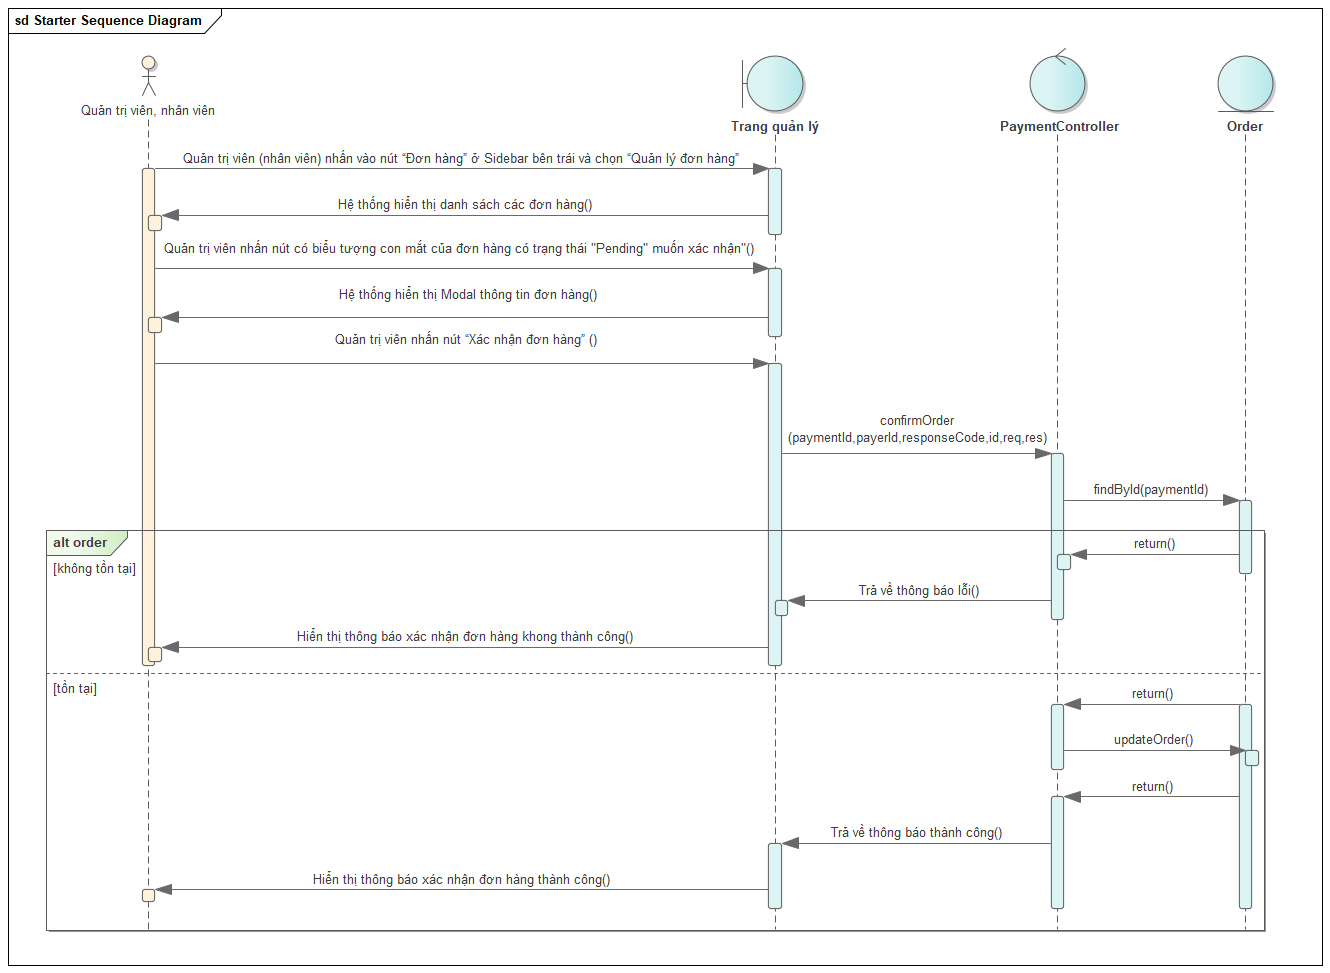 sd Starter Sequence Diagram
Quản trị viên, nhân viên
Trang quản lý
PaymentController
Order
Quản trị viên (nhân viên) nhấn vào nút “Đơn hàng” ở Sidebar bên trái và chọn “Quản lý đơn hàng”
Hệ thống hiển thị danh sách các đơn hàng()
Quản trị viên nhấn nút có biểu tượng con mắt của đơn hàng có trạng thái "Pending" muốn xác nhận"()
Hệ thống hiển thị Modal thông tin đơn hàng()
Quản trị viên nhấn nút “Xác nhận đơn hàng” ()
confirmOrder
(paymentId,payerId,responseCode,id,req,res)
findById(paymentId)
alt order
return()
[không tồn tại]
Trả về thông báo lỗi()
Hiển thị thông báo xác nhận đơn hàng khong thành công()
[tồn tại]
return()
updateOrder()
return()
Trả về thông báo thành công()
Hiển thị thông báo xác nhận đơn hàng thành công()